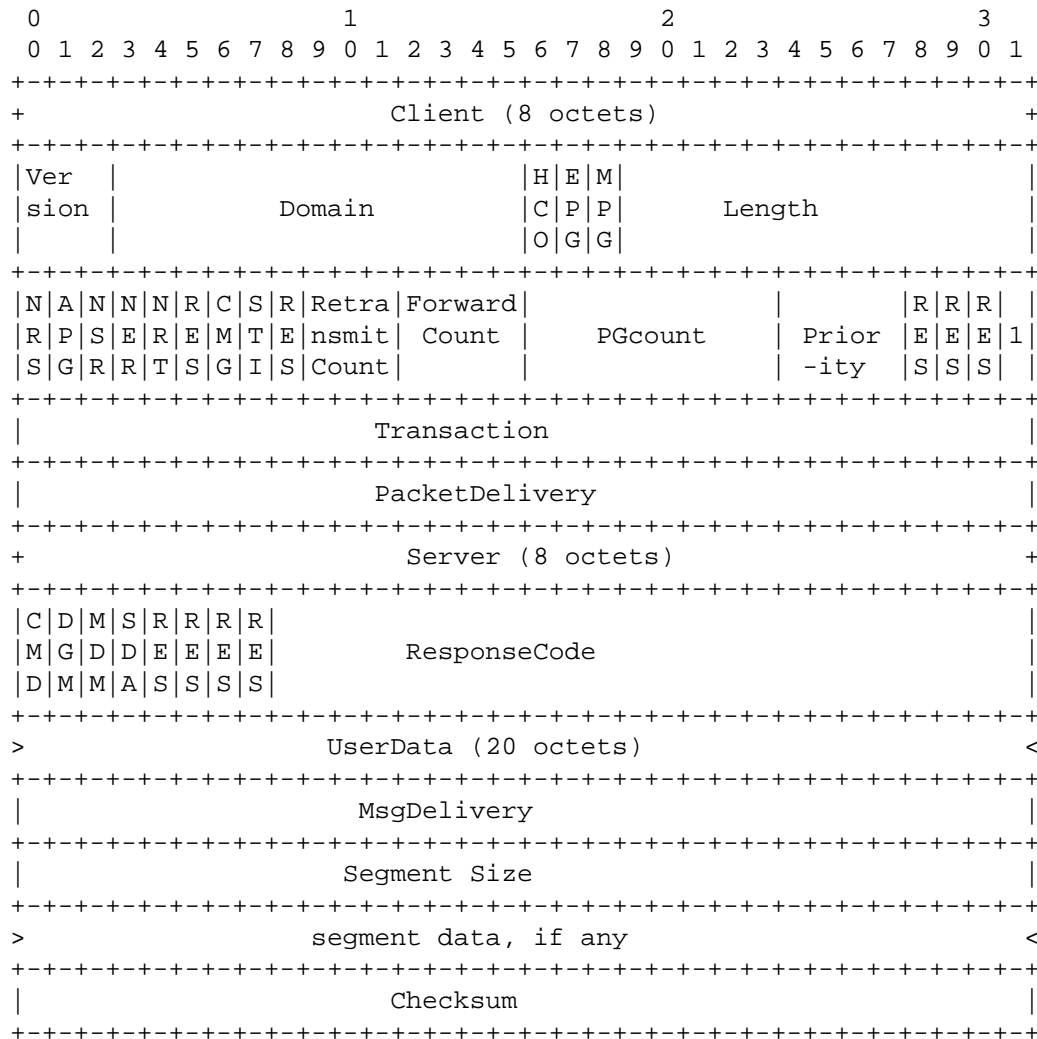 0                   1                   2                   3
 0 1 2 3 4 5 6 7 8 9 0 1 2 3 4 5 6 7 8 9 0 1 2 3 4 5 6 7 8 9 0 1
+-+-+-+-+-+-+-+-+-+-+-+-+-+-+-+-+-+-+-+-+-+-+-+-+-+-+-+-+-+-+-+-+
+                       Client (8 octets)                       +
+-+-+-+-+-+-+-+-+-+-+-+-+-+-+-+-+-+-+-+-+-+-+-+-+-+-+-+-+-+-+-+-+
|Ver  |                         |H|E|M|                         |
|sion |          Domain         |C|P|P|      Length             |
|     |                         |O|G|G|                         |
+-+-+-+-+-+-+-+-+-+-+-+-+-+-+-+-+-+-+-+-+-+-+-+-+-+-+-+-+-+-+-+-+
|N|A|N|N|N|R|C|S|R|Retra|Forward|               |       |R|R|R| |
|R|P|S|E|R|E|M|T|E|nsmit| Count |    PGcount    | Prior |E|E|E|1|
|S|G|R|R|T|S|G|I|S|Count|       |               | -ity  |S|S|S| |
+-+-+-+-+-+-+-+-+-+-+-+-+-+-+-+-+-+-+-+-+-+-+-+-+-+-+-+-+-+-+-+-+
|                      Transaction                              |
+-+-+-+-+-+-+-+-+-+-+-+-+-+-+-+-+-+-+-+-+-+-+-+-+-+-+-+-+-+-+-+-+
|                      PacketDelivery                           |
+-+-+-+-+-+-+-+-+-+-+-+-+-+-+-+-+-+-+-+-+-+-+-+-+-+-+-+-+-+-+-+-+
+                        Server (8 octets)                      +
+-+-+-+-+-+-+-+-+-+-+-+-+-+-+-+-+-+-+-+-+-+-+-+-+-+-+-+-+-+-+-+-+
|C|D|M|S|R|R|R|R|                                               |
|M|G|D|D|E|E|E|E|        ResponseCode                           |
|D|M|M|A|S|S|S|S|                                               |
+-+-+-+-+-+-+-+-+-+-+-+-+-+-+-+-+-+-+-+-+-+-+-+-+-+-+-+-+-+-+-+-+
>                   UserData (20 octets)                        <
+-+-+-+-+-+-+-+-+-+-+-+-+-+-+-+-+-+-+-+-+-+-+-+-+-+-+-+-+-+-+-+-+
|                     MsgDelivery                               |
+-+-+-+-+-+-+-+-+-+-+-+-+-+-+-+-+-+-+-+-+-+-+-+-+-+-+-+-+-+-+-+-+
|                    Segment Size                               |
+-+-+-+-+-+-+-+-+-+-+-+-+-+-+-+-+-+-+-+-+-+-+-+-+-+-+-+-+-+-+-+-+
>                  segment data, if any                         <
+-+-+-+-+-+-+-+-+-+-+-+-+-+-+-+-+-+-+-+-+-+-+-+-+-+-+-+-+-+-+-+-+
|                       Checksum                                |
+-+-+-+-+-+-+-+-+-+-+-+-+-+-+-+-+-+-+-+-+-+-+-+-+-+-+-+-+-+-+-+-+